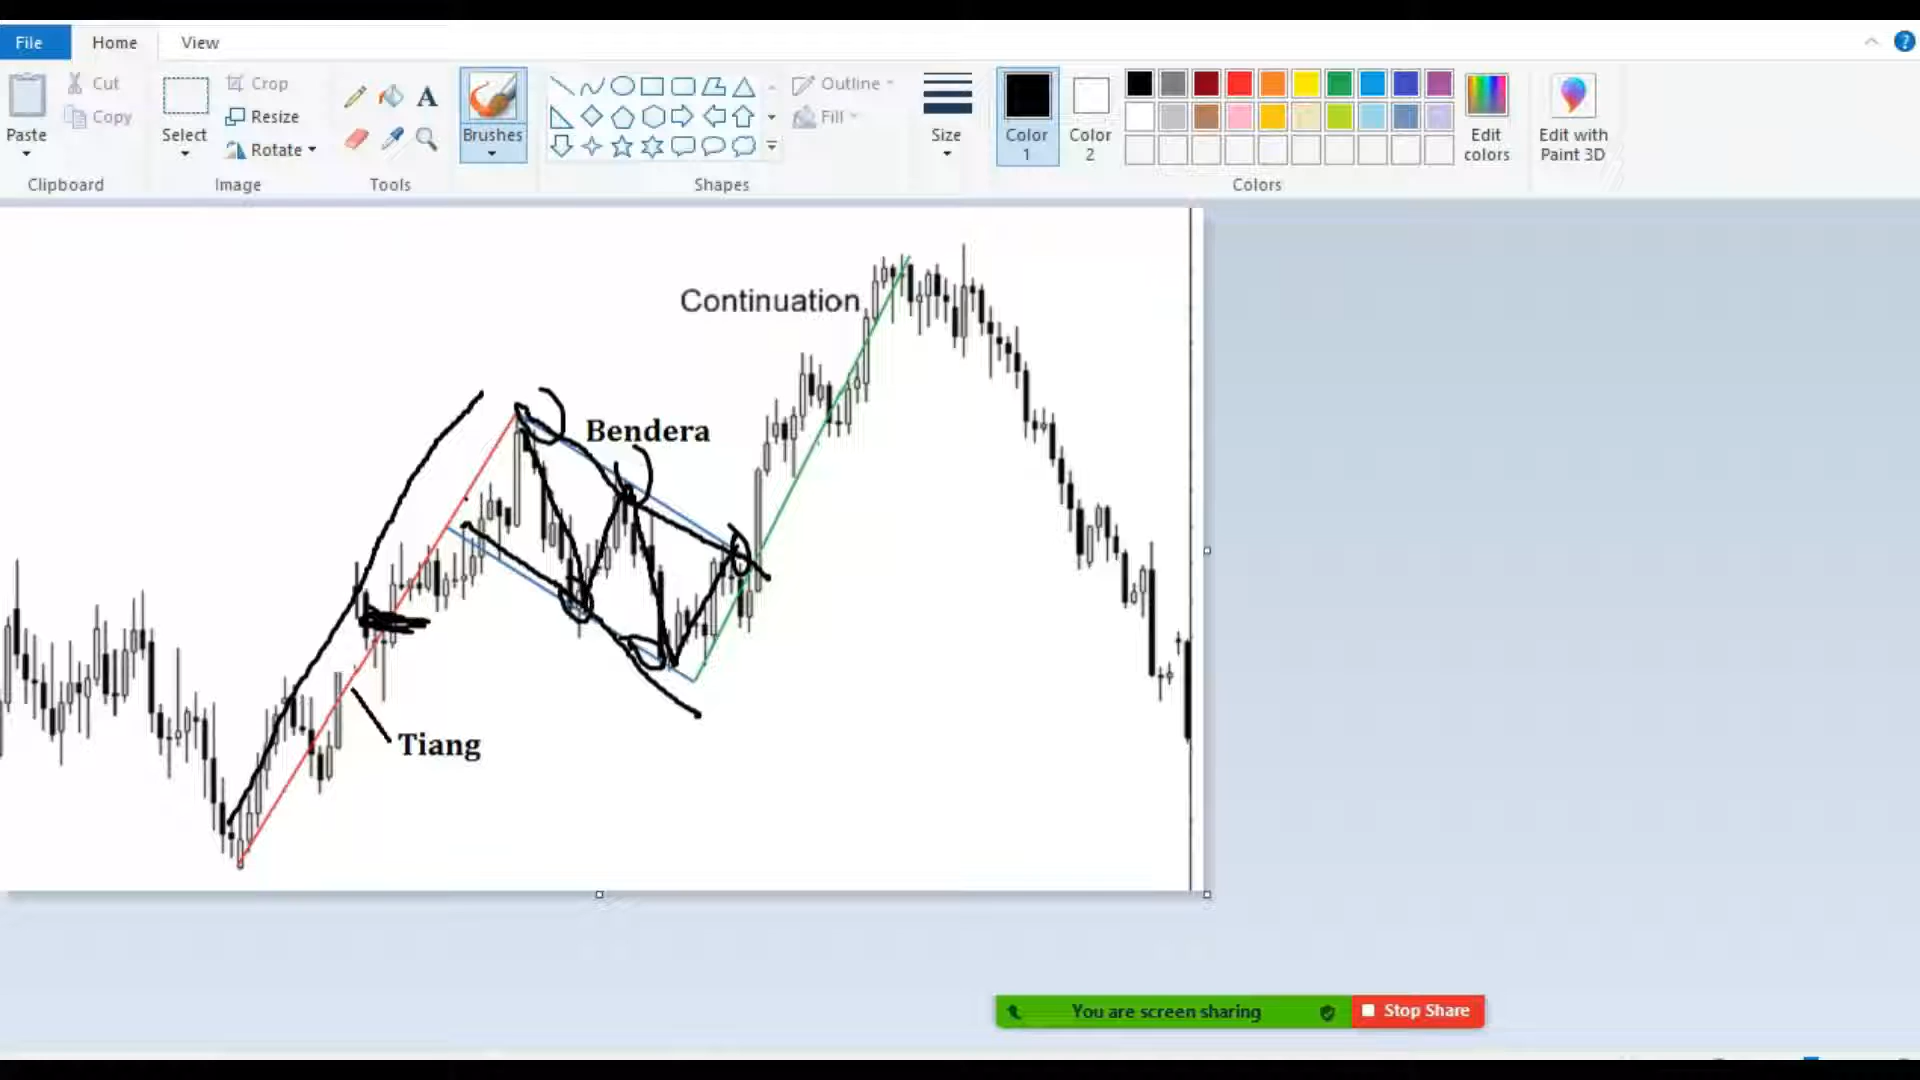 File Home View
Paste
Cut
Copy
Clipboard
Select
Crop
Resize
Rotate
Image
A
Tools
Brushes
Shapes
Outline
Fill
Size
Color
1
Color
2
Colors
Edit
colors
Edit with
Paint 3D
?
Continuation
Bendera
Tiang
You are screen sharing
Stop Share